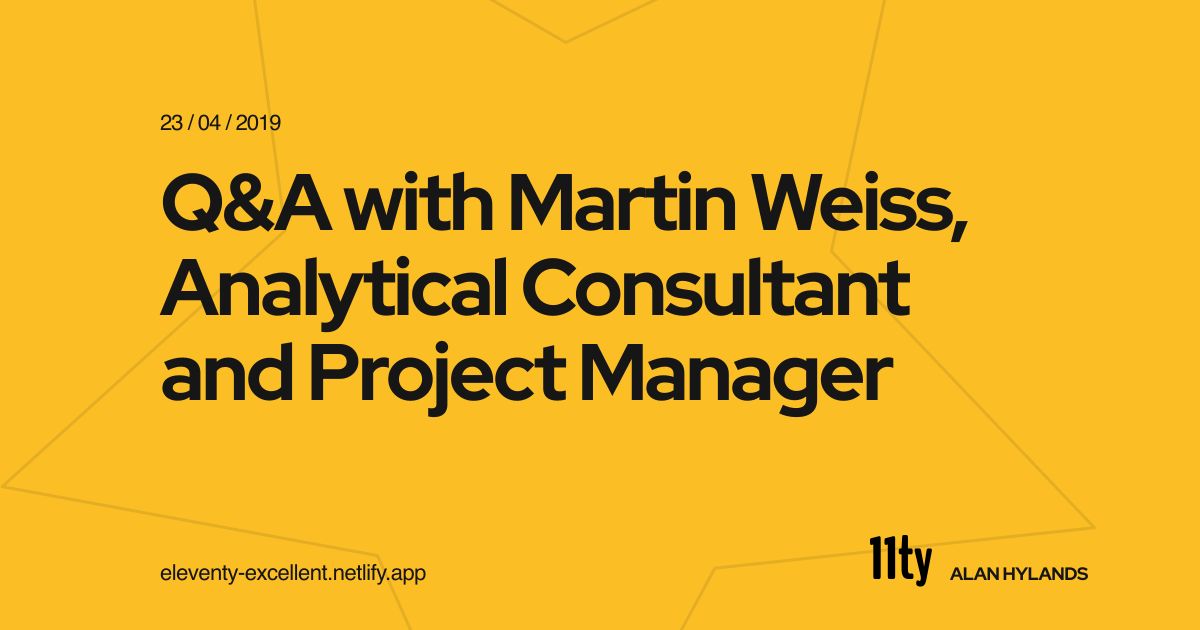 23 / 04 / 2019
Q&A with Martin Weiss,
Analytical Consultant
and Project Manager
eleventy-excellent.netlify.app
11ty ALAN HYLANDS